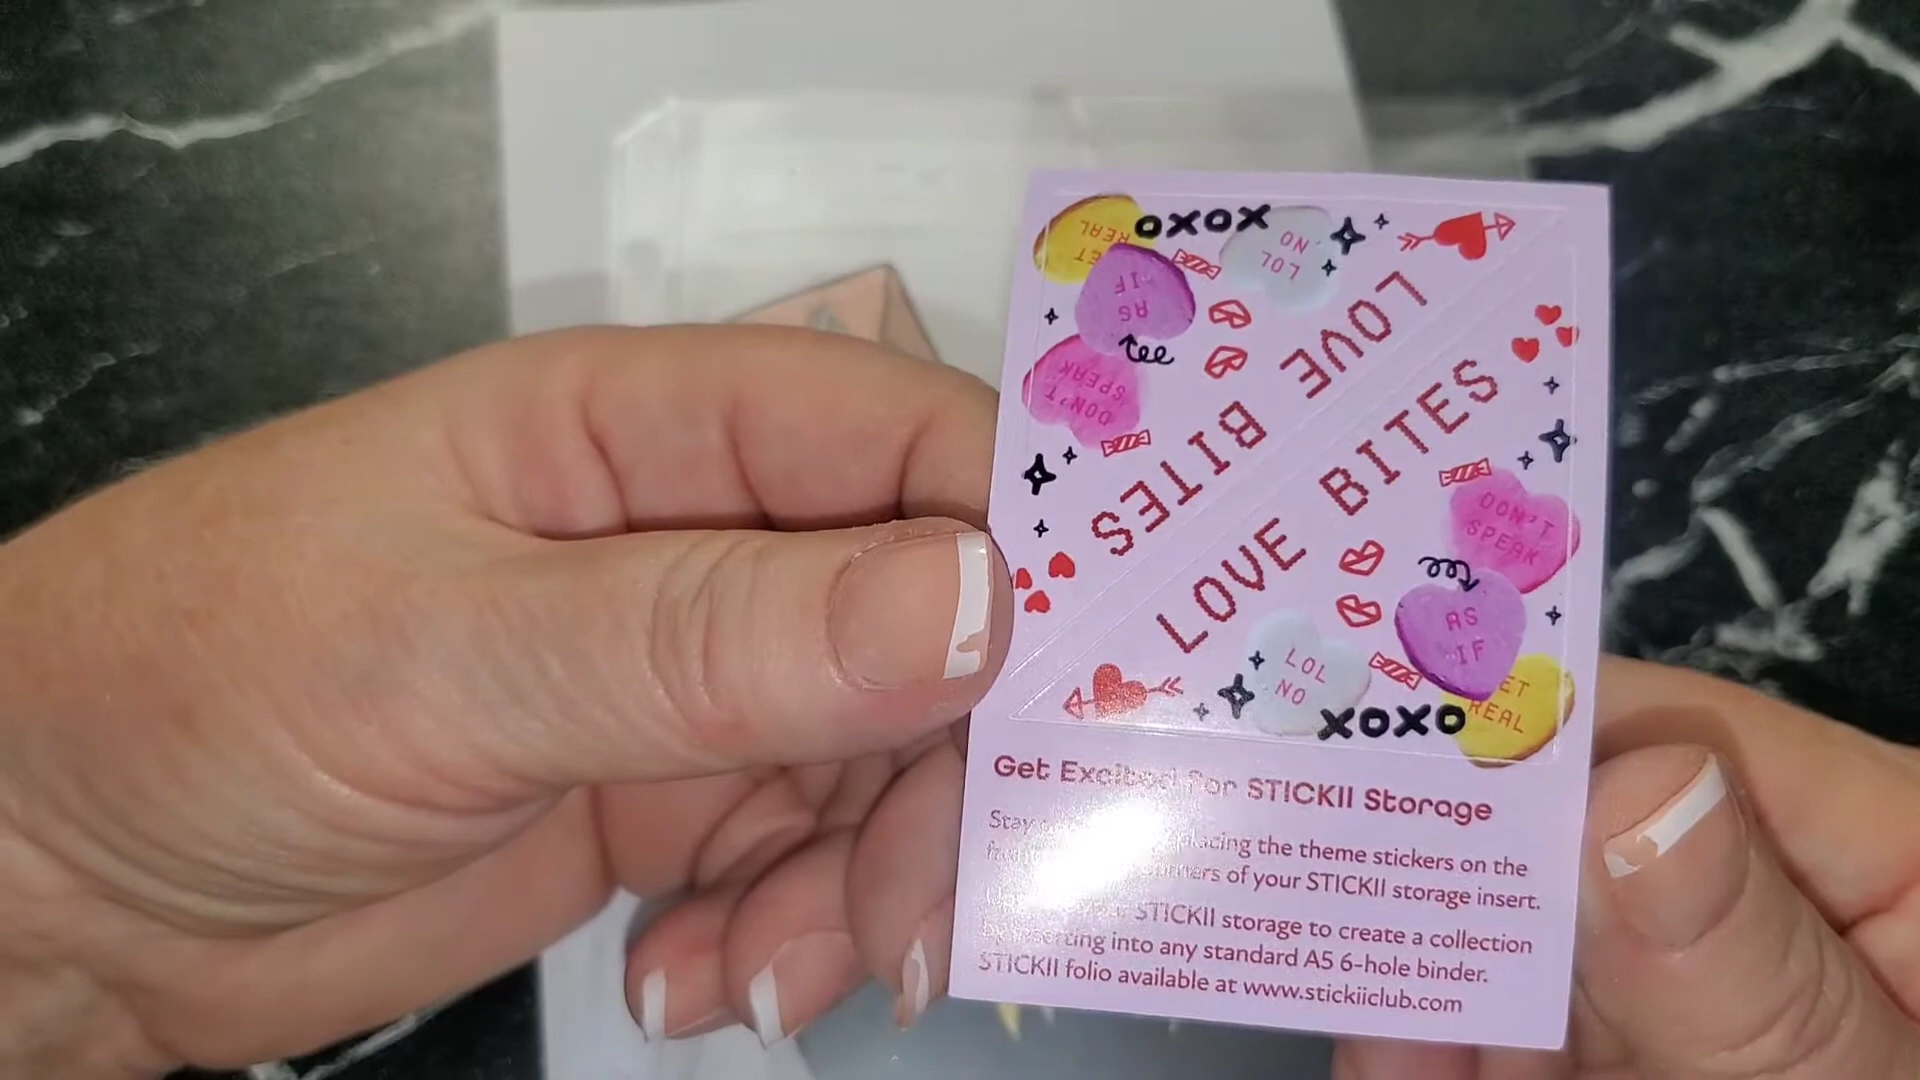 OXOX
GET REAL
AS IF
DON'T SPEAK
LOL NO
LOVE BITES
LOVE BITES
DON'T
SPEAK
AS
IF
LOL
NO
REAL
XOXO
Get Excited For STICKII Storage
Stay placing the theme stickers on the
corners of your STICKII storage insert.
STICKII storage to create a collection
by inserting into any standard A5 6-hole binder.
STICKII folio available at www.stickiiclub.com